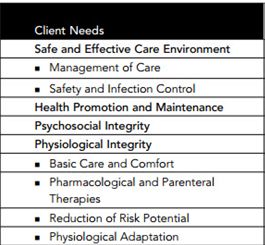 Client Needs
Safe and Effective Care Environment
▪ Management of Care
▪ Safety and Infection Control
Health Promotion and Maintenance
Psychosocial Integrity
Physiological Integrity
▪ Basic Care and Comfort
▪ Pharmacological and Parenteral
Therapies
▪ Reduction of Risk Potential
▪ Physiological Adaptation